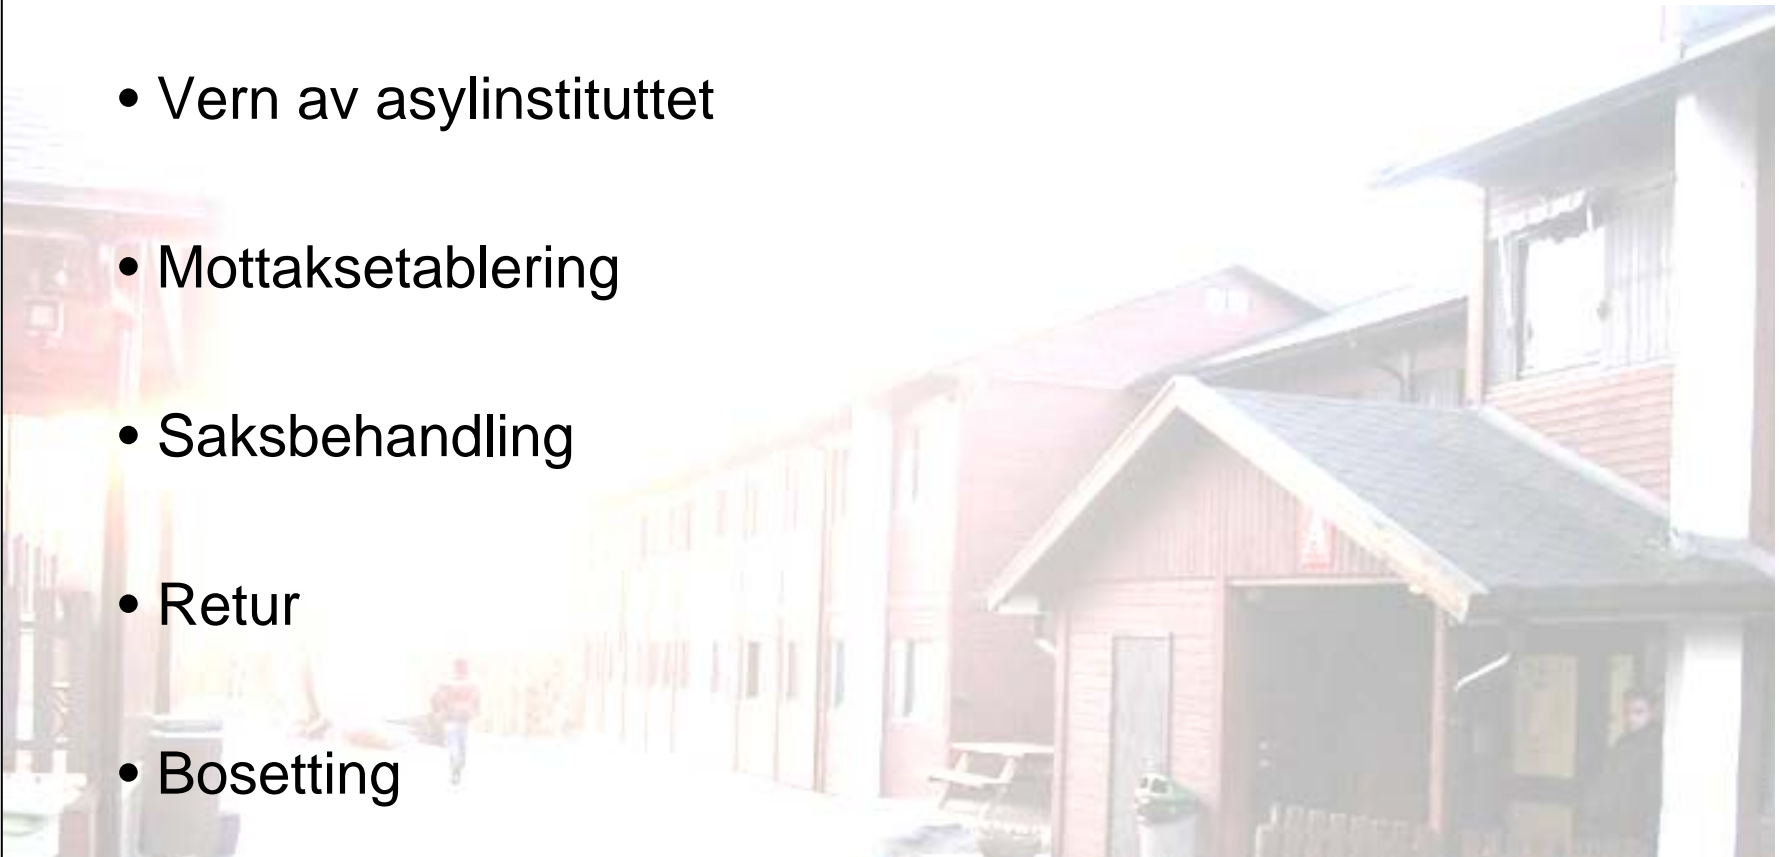 • Vern av asylinstituttet
• Mottaksetablering
• Saksbehandling
• Retur
• Bosetting